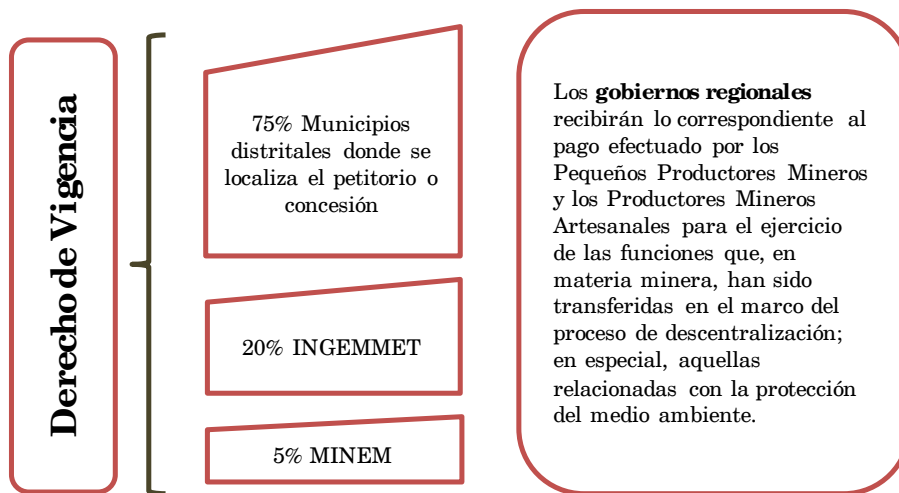 Derecho de Vigencia
75% Municipios
distritales donde se
localiza el petitorio o
concesión
20% INGEMMET
5% MINEM
Los gobiernos regionales
recibirán lo correspondiente al
pago efectuado por los
Pequeños Productores Mineros
y los Productores Mineros
Artesanales para el ejercicio
de las funciones que, en
materia minera, han sido
transferidas en el marco del
proceso de descentralización;
en especial, aquellas
relacionadas con la protección
del medio ambiente.